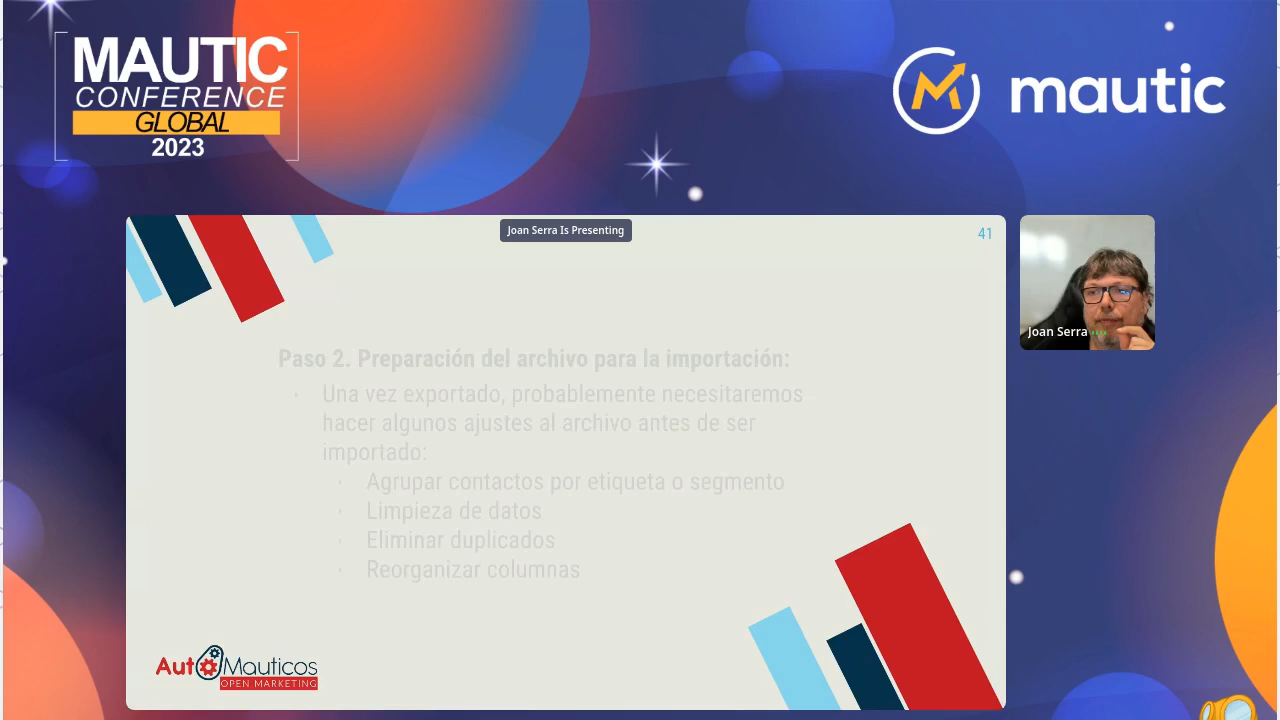 MAUTIC
CONFERENCE
GLOBAL
2023
mautic
Joan Serra Is Presenting
41
Paso 2. Preparación del archivo para la importación:
Una vez exportado, probablemente necesitaremos
hacer algunos ajustes al archivo antes de ser
importado:
Agrupar contactos por etiqueta o segmento
Limpieza de datos
Eliminar duplicados
Reorganizar columnas
Joan Serra
AutoMauticos
OPEN MARKETING